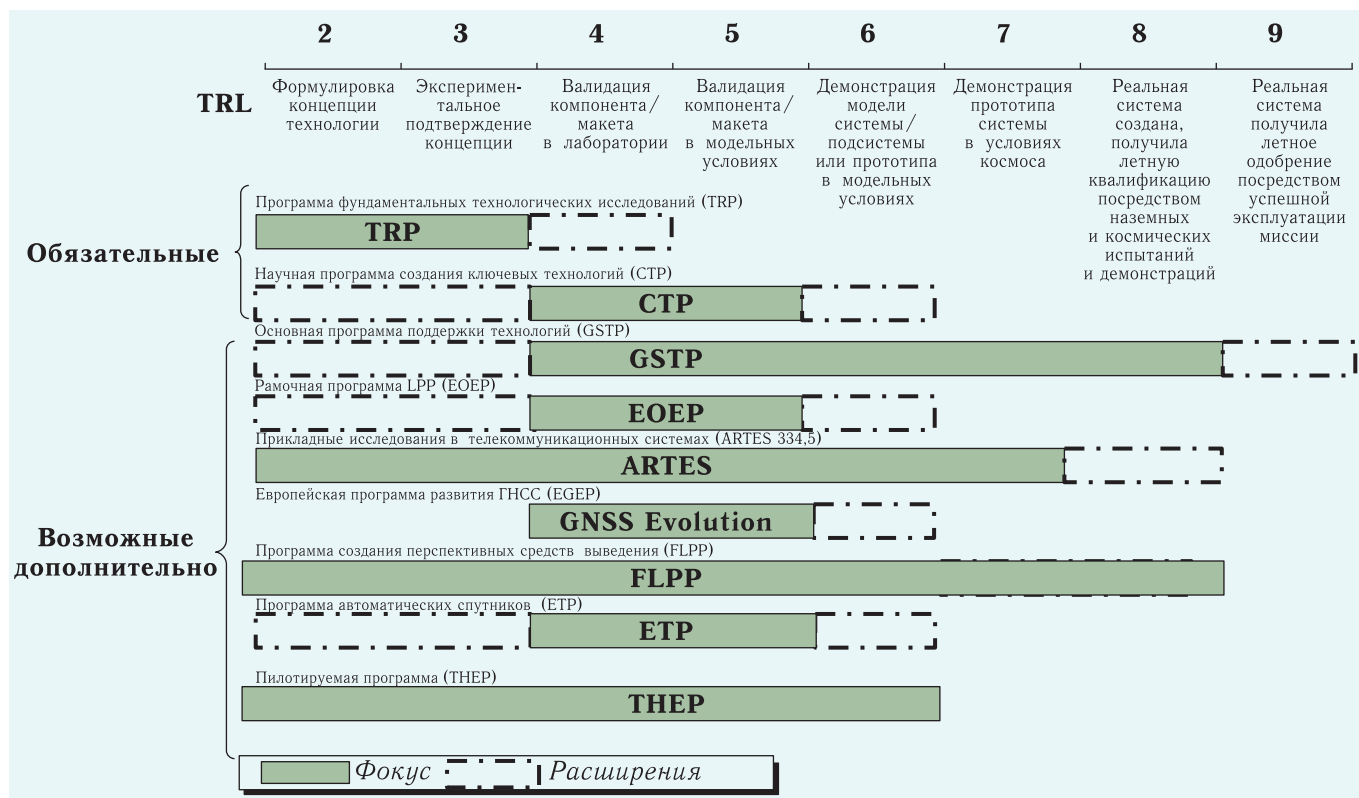 2 3 4 5 6 7 8 9
TRL
Формулировка
концепции
технологии
Эксперимен-
тальное
подтверждение
концепции
Валидация
компонента/
макета
в лаборатории
Валидация
компонента/
макета
в модельных
условиях
Демонстрация
модели
системы/
подсистемы
или прототипа
в модельных
условиях
Демонстрация
прототипа
системы
в условиях
космоса
Реальная
система
создана,
получила
летную
квалификацию
посредством
наземных
и космических
испытаний
и демонстраций
Реальная
система
получила
летное
одобрение
посредством
успешной
эксплуатации
миссии
Обязательные
Программа фундаментальных технологических исследований (TRP)
TRP
Научная программа создания ключевых технологий (CTP)
CTP
Возможные
дополнительно
Основная программа поддержки технологий (GSTP)
GSTP
Рамочная программа LPP (EOEP)
EOEP
Прикладные исследования в телекоммуникационных системах (ARTES 334,5)
ARTES
Европейская программа развития ГНСС (EGEP)
GNSS Evolution
Программа создания перспективных средств выведения (FLPP)
FLPP
Программа автоматических спутников (ETP)
ETP
Пилотируемая программа (THEP)
THEP
Фокус
Расширения